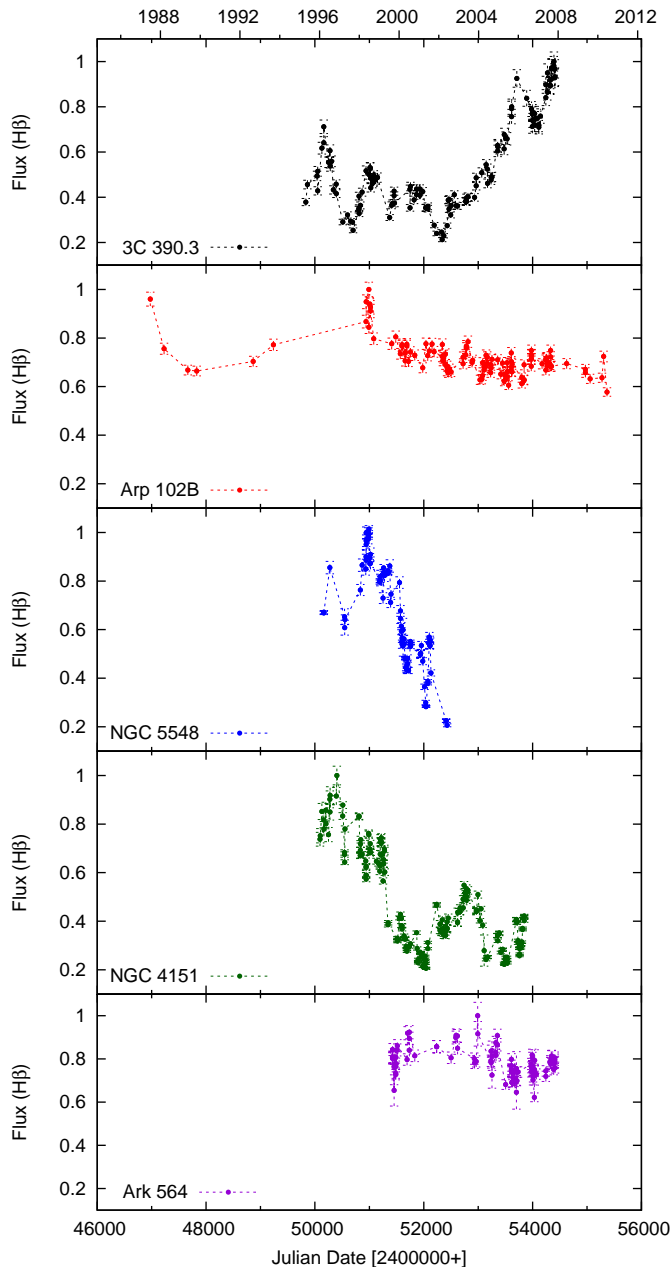 1988 1992 1996 2000 2002 2004 2006 2008 2012
1
0.8
0.6
0.4
0.2
Flux (Hβ)
3C 390.3
1
0.8
0.6
0.4
0.2
Flux (Hβ)
Arp 102B
1
0.8
0.6
0.4
0.2
Flux (Hβ)
NGC 5548
1
0.8
0.6
0.4
0.2
Flux (Hβ)
NGC 4151
1
0.8
0.6
0.4
0.2
Flux (Hβ)
Ark 564
46000 48000 50000 52000 54000 56000
Julian Date [2400000+]